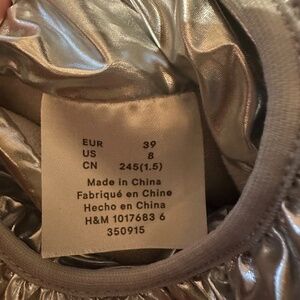 EUR 39
US 8
CN 245(1.5)
Made in China
Fabriqué en Chine
Hecho en China
H&M 1017683 6
350915